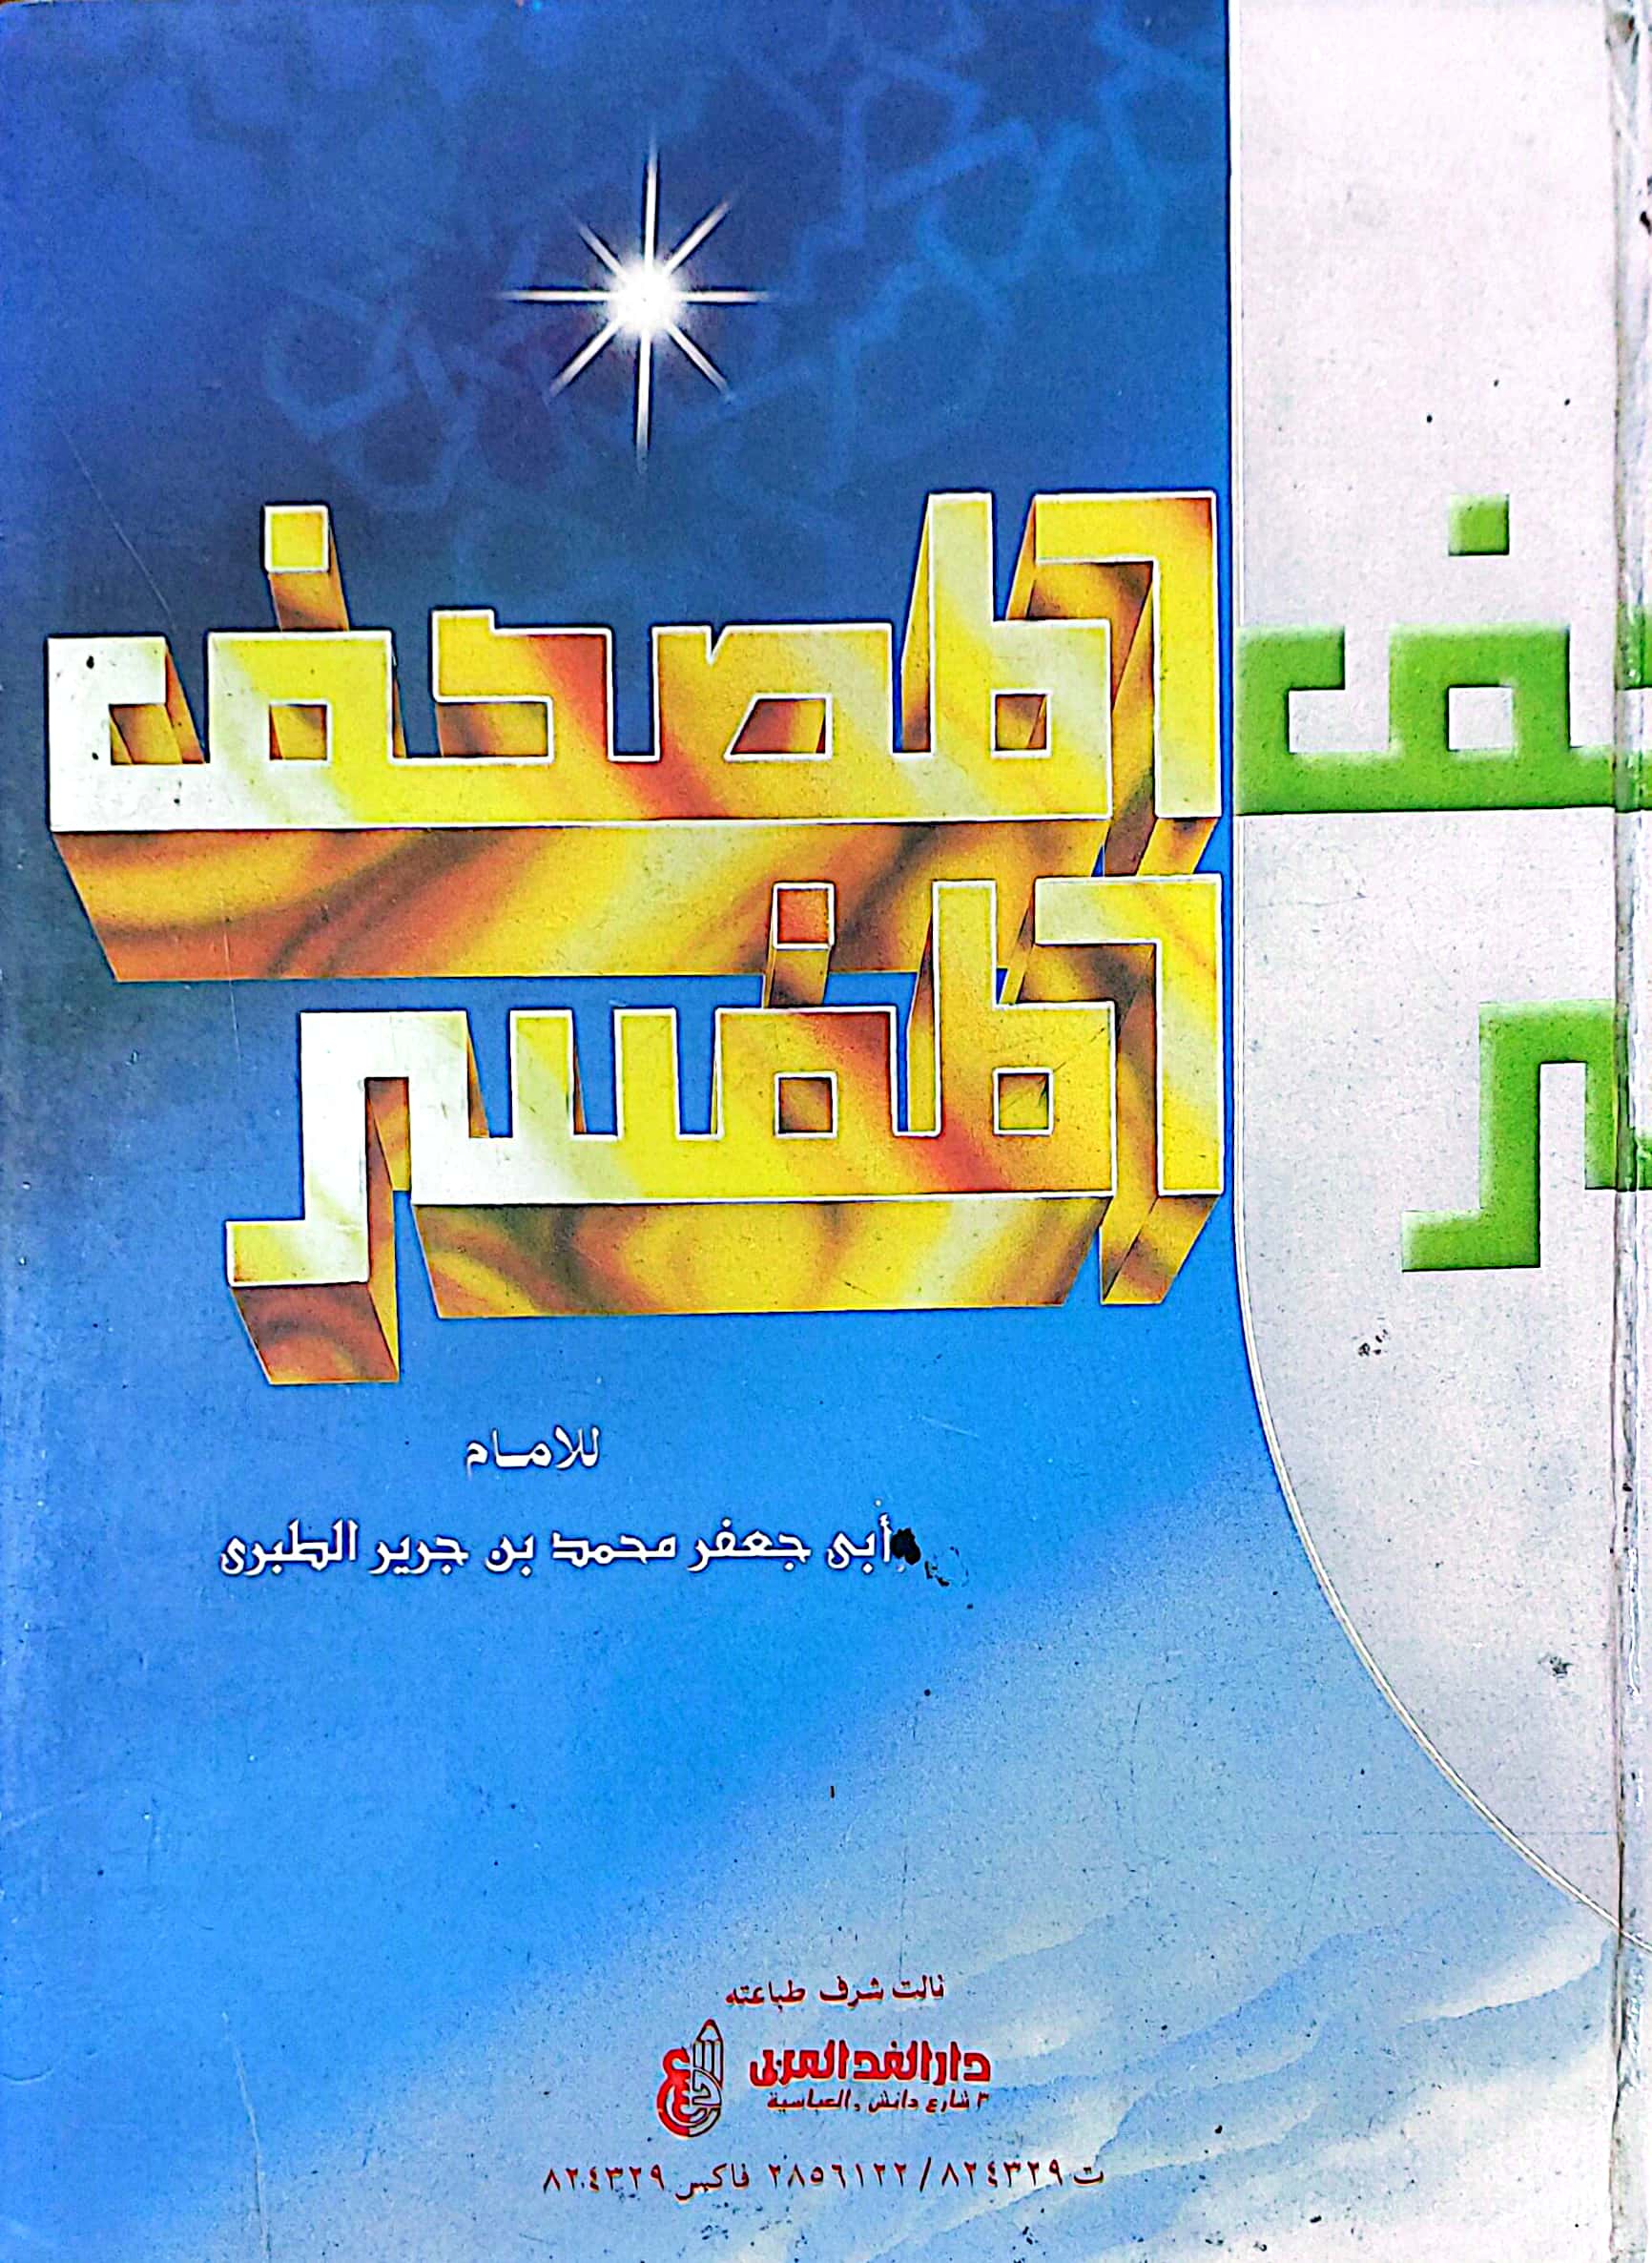 المصحف
المفسر
للامام
أبى جعفر محمد بن جرير الطبرى
نالت شرف طباعته
دار الغد العربى
٣ شارع دانش . العباسية
ت ٨٢٤٣٢٩ / ٢٨٥٦١٢٢ فاكس ٨٢٠٤٣٢٩